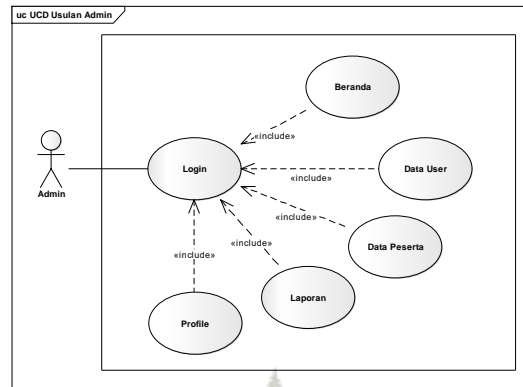 uc UCD Usulan Admin
Beranda
«include»
Login
Data User
«include»
Admin
«include»
Data Peserta
«include»
«include»
Laporan
Profile